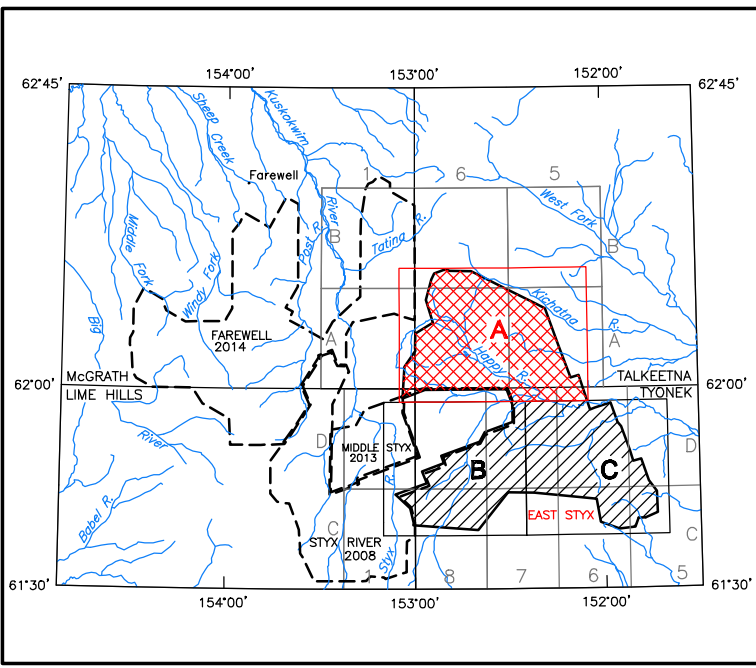 154°00' 153°00' 152°00'
62°45' 62°45'
Sheep Creek
Kuskokwim
River
Farewell
1 6 5
West Fork
Middle
Fork
Windy Fork
Post R.
B
Tatina R.
B
Big
Kichatna
R.
A
A
A
FAREWELL
2014
Happy R.
McGRATH TALKEETNA
62°00' 62°00'
LIME HILLS TYONEK
River
D
MIDDLE STYX
2013
D
B C
R.
Babel R.
C
STYX RIVER
2008
EAST STYX
C
Styx
1 8 7 6 5
61°30' 61°30'
154°00' 153°00' 152°00'